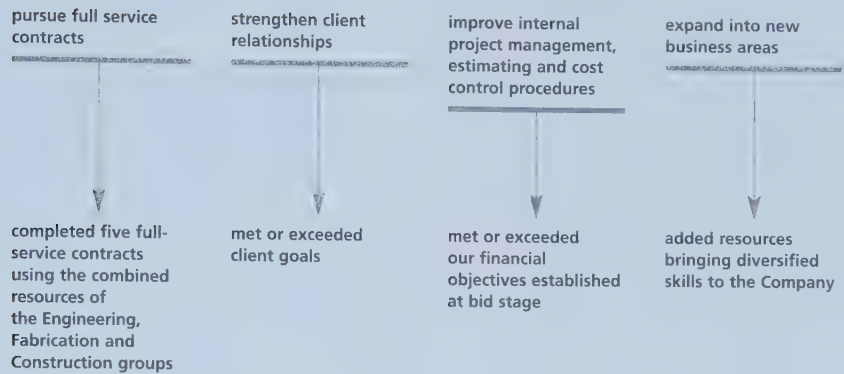 pursue full service
contracts
strengthen client
relationships
improve internal
project management,
estimating and cost
control procedures
expand into new
business areas
completed five full-
service contracts
using the combined
resources of
the Engineering,
Fabrication and
Construction groups
met or exceeded
client goals
met or exceeded
our financial
objectives established
at bid stage
added resources
bringing diversified
skills to the Company